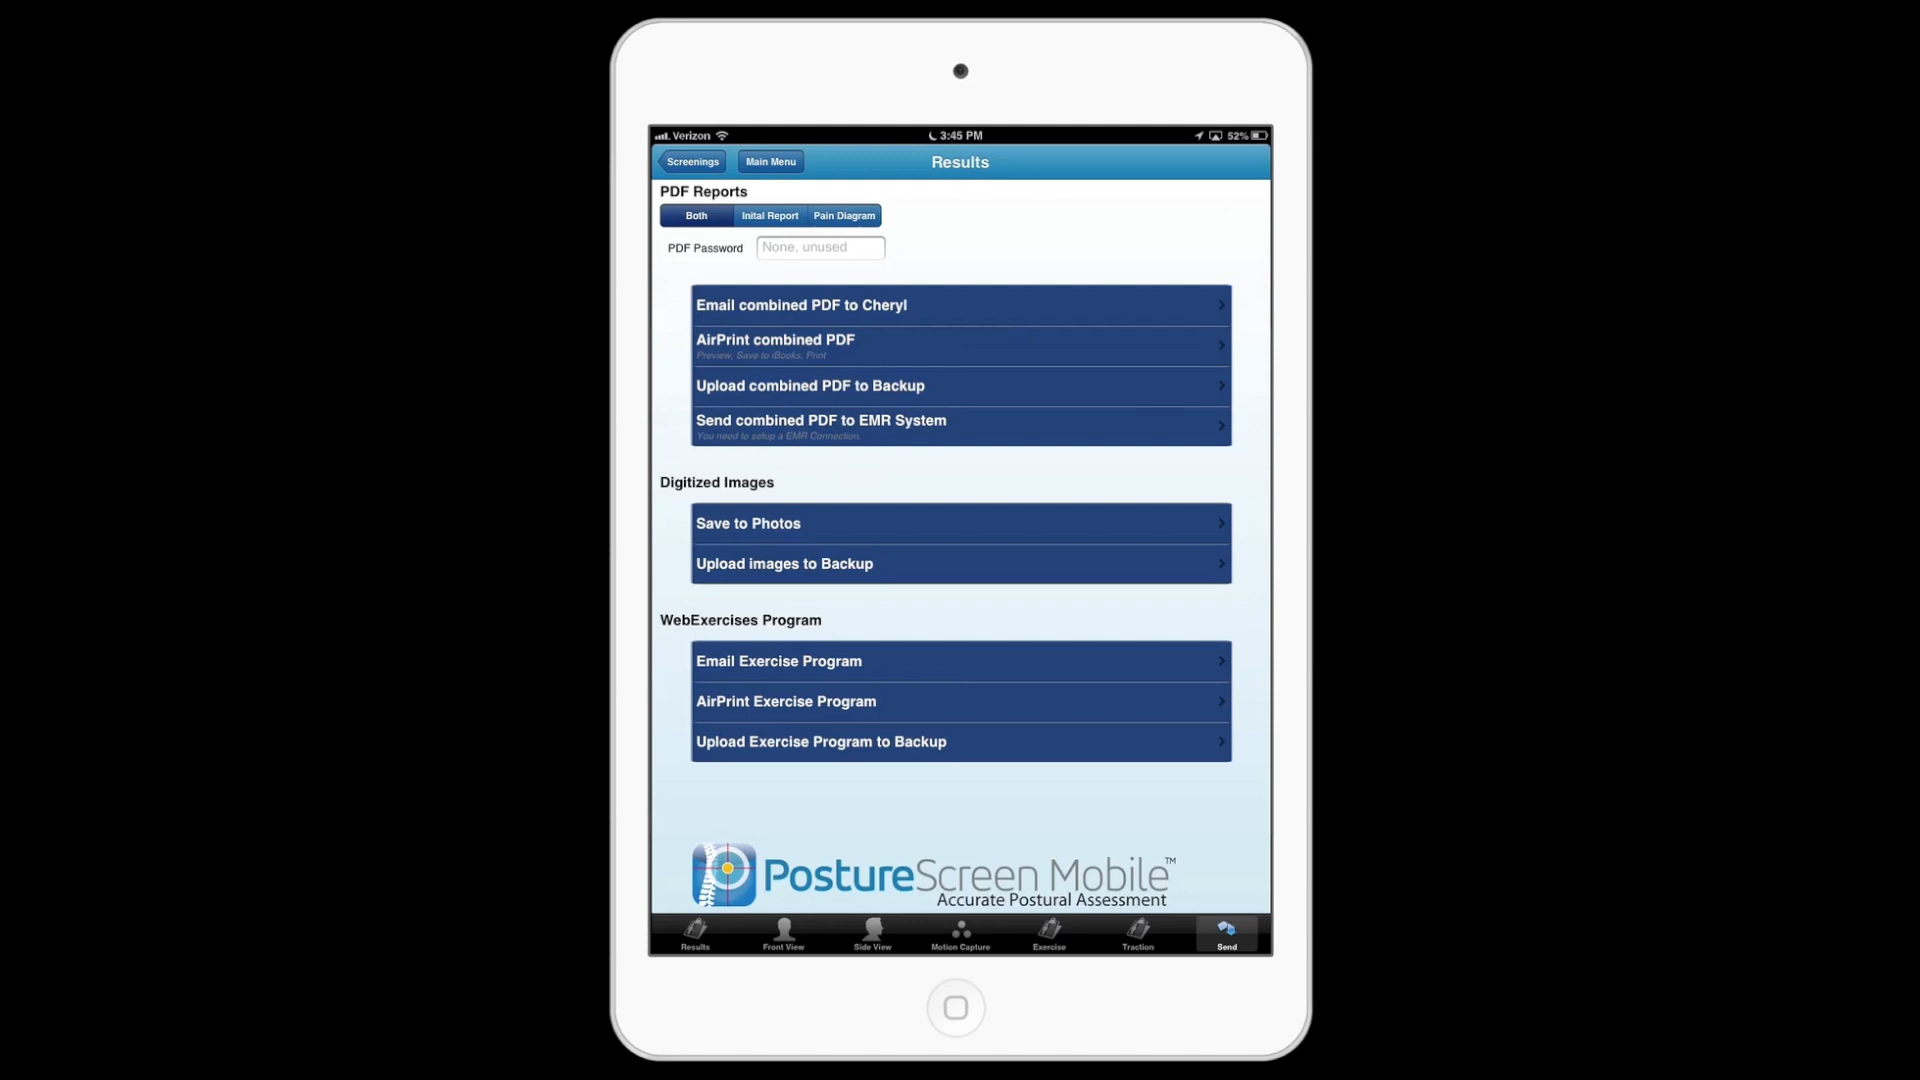 Verizon 3:45 PM 52%
Screenings Main Menu Results
PDF Reports
Both Inital Report Pain Diagram
PDF Password None, unused
Email combined PDF to Cheryl
AirPrint combined PDF
Preview, Save to iBooks, Print
Upload combined PDF to Backup
Send combined PDF to EMR System
You need to setup a EMR Connection.
Digitized Images
Save to Photos
Upload images to Backup
WebExercises Program
Email Exercise Program
AirPrint Exercise Program
Upload Exercise Program to Backup
PostureScreen Mobile™
Accurate Postural Assessment
Results Front View Side View Motion Capture Exercise Traction Send